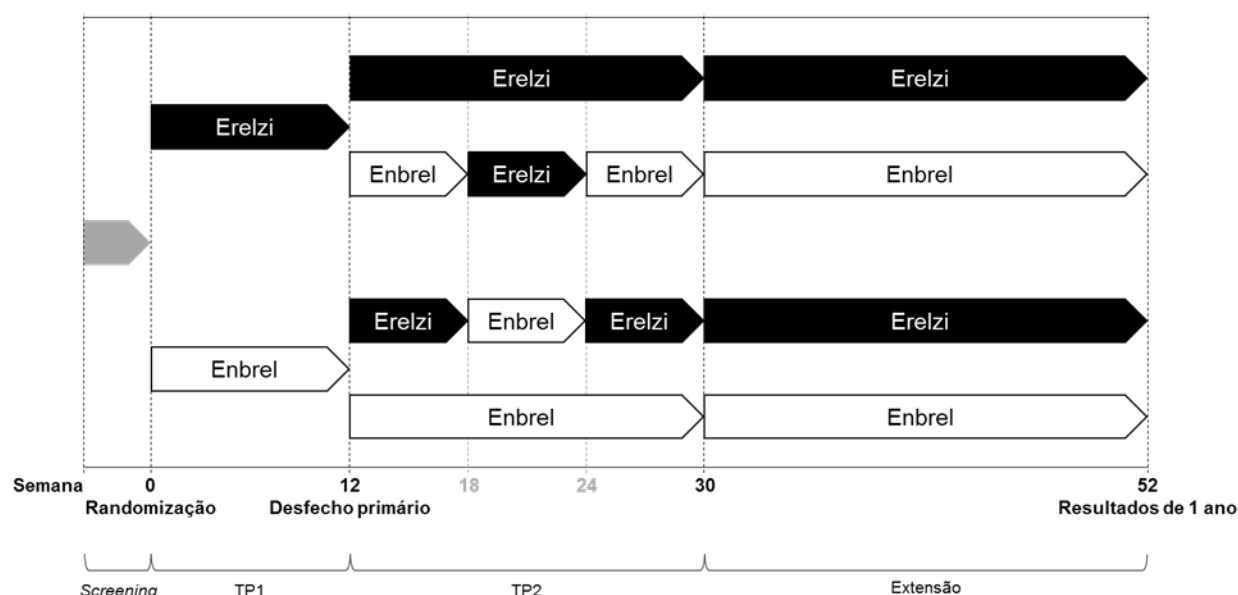 Erelzi
Erelzi
Erelzi
Enbrel
Erelzi
Enbrel
Enbrel
Erelzi
Enbrel
Erelzi
Erelzi
Enbrel
Enbrel
Enbrel
Semana
0
12
18
24
30
52
Randomização
Desfecho primário
Resultados de 1 ano
Screening
TP1
TP2
Extensão